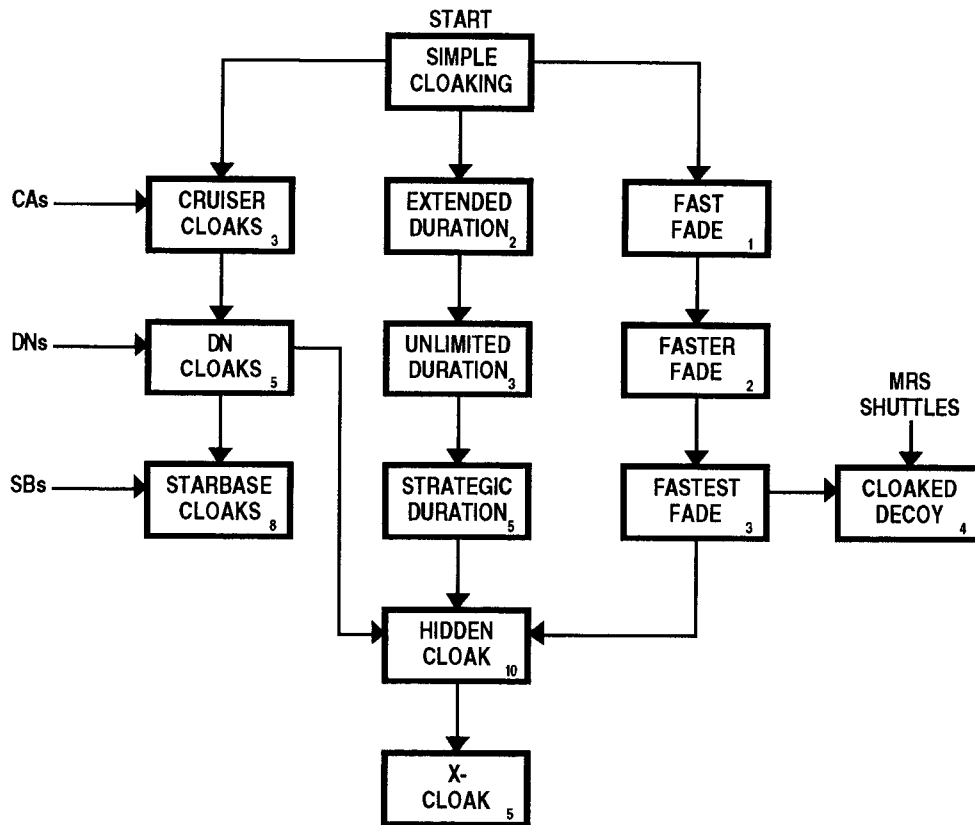 START
SIMPLE
CLOAKING
CAs
CRUISER
CLOAKS
3
EXTENDED
DURATION
2
FAST
FADE
1
DNs
DN
CLOAKS
5
UNLIMITED
DURATION
3
FASTER
FADE
2
MRS
SHUTTLES
SBs
STARBASE
CLOAKS
8
STRATEGIC
DURATION
5
FASTEST
FADE
3
CLOAKED
DECOY
4
HIDDEN
CLOAK
10
X-
CLOAK
5